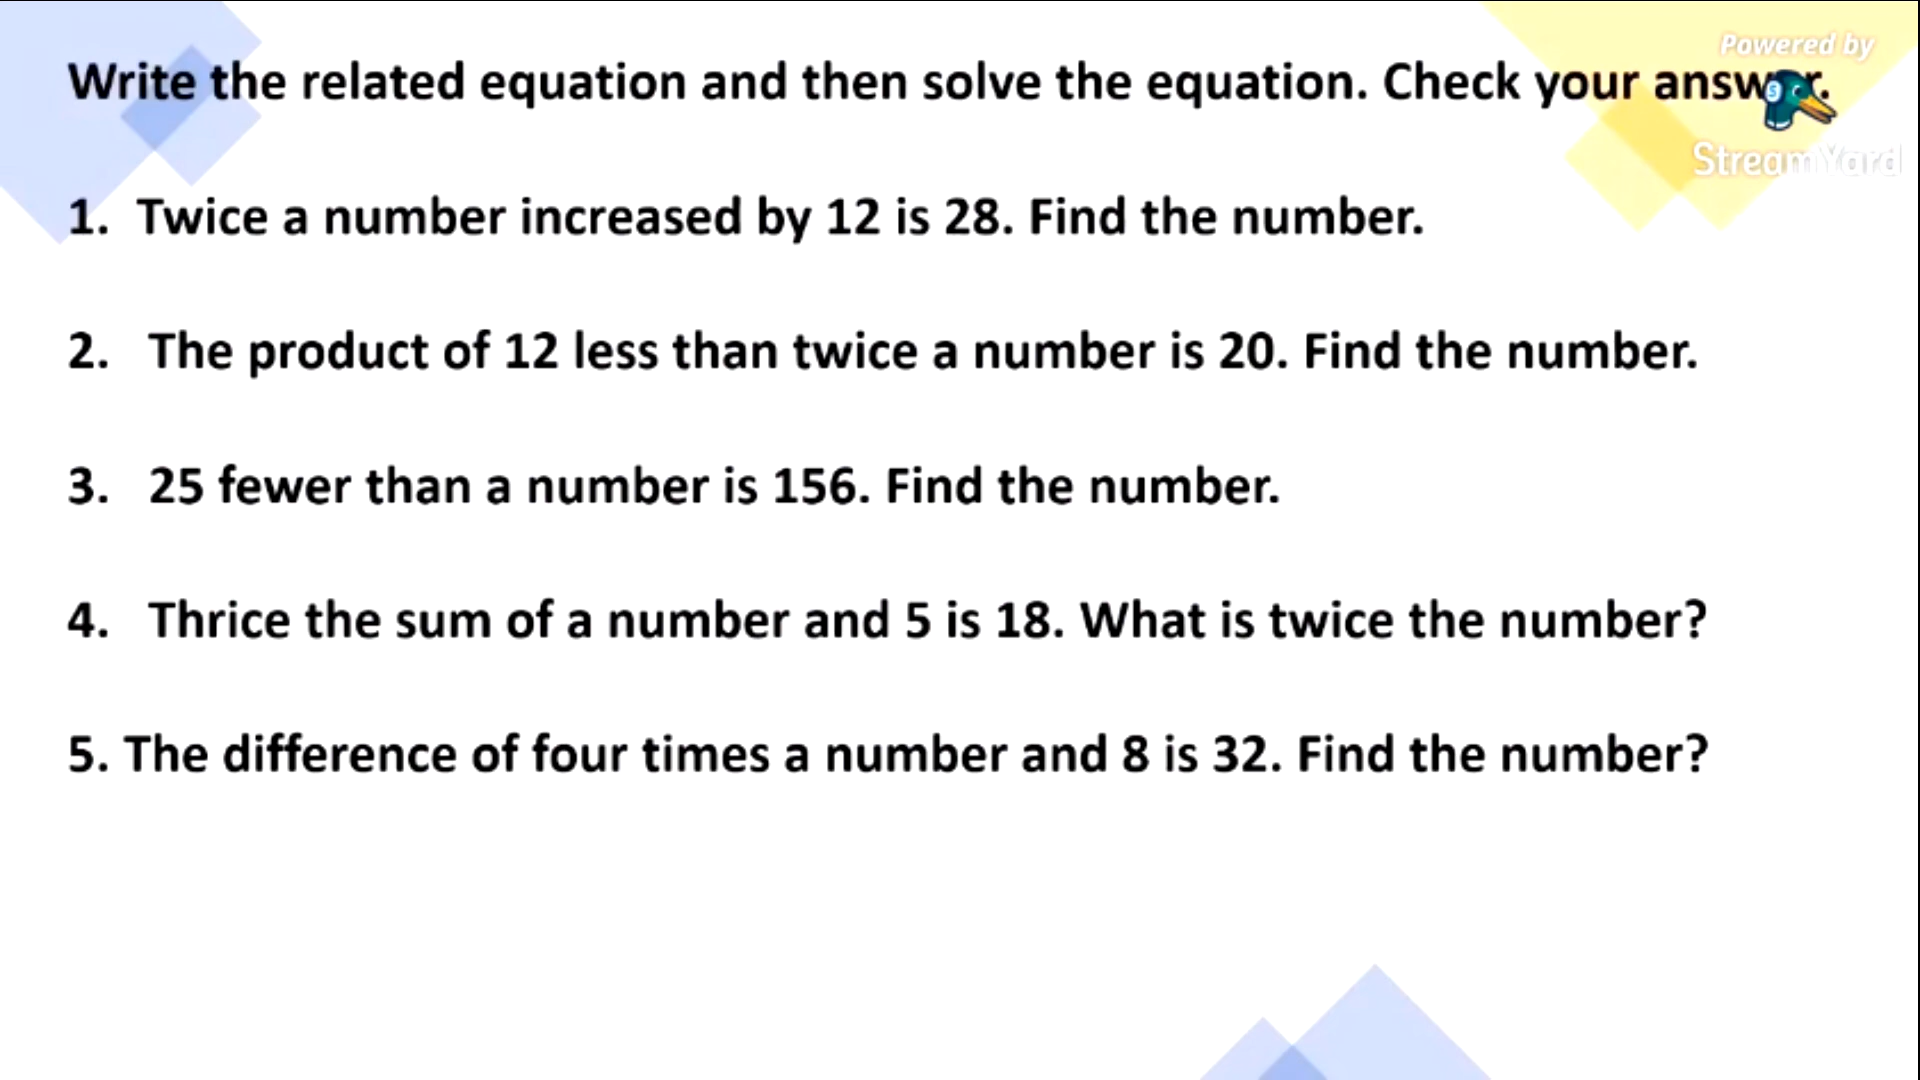 Powered by
Write the related equation and then solve the equation. Check your answer.
StreamYard
1. Twice a number increased by 12 is 28. Find the number.
2. The product of 12 less than twice a number is 20. Find the number.
3. 25 fewer than a number is 156. Find the number.
4. Thrice the sum of a number and 5 is 18. What is twice the number?
5. The difference of four times a number and 8 is 32. Find the number?